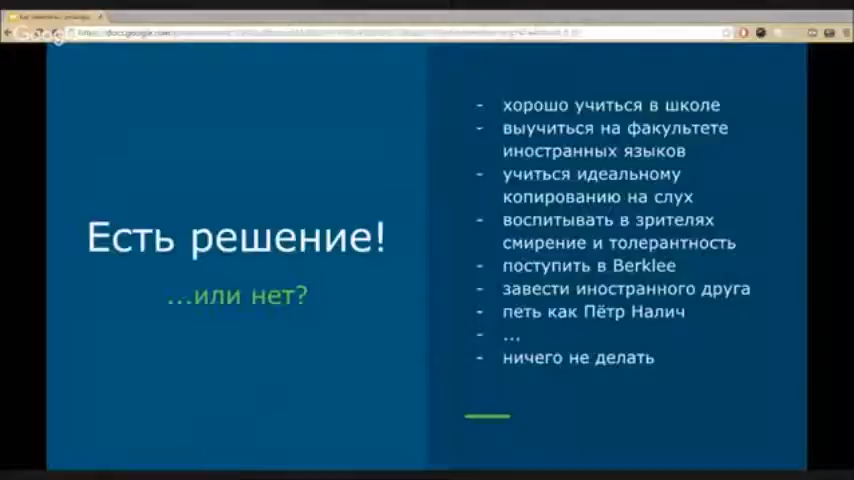 Google
Есть решение!
...или нет?
- хорошо учиться в школе
- выучиться на факультете
иностранных языков
- учиться идеальному
копированию на слух
- воспитывать в зрителях
смирение и толерантность
- поступить в Berklee
- завести иностранного друга
- петь как Пётр Налич
- ...
- ничего не делать